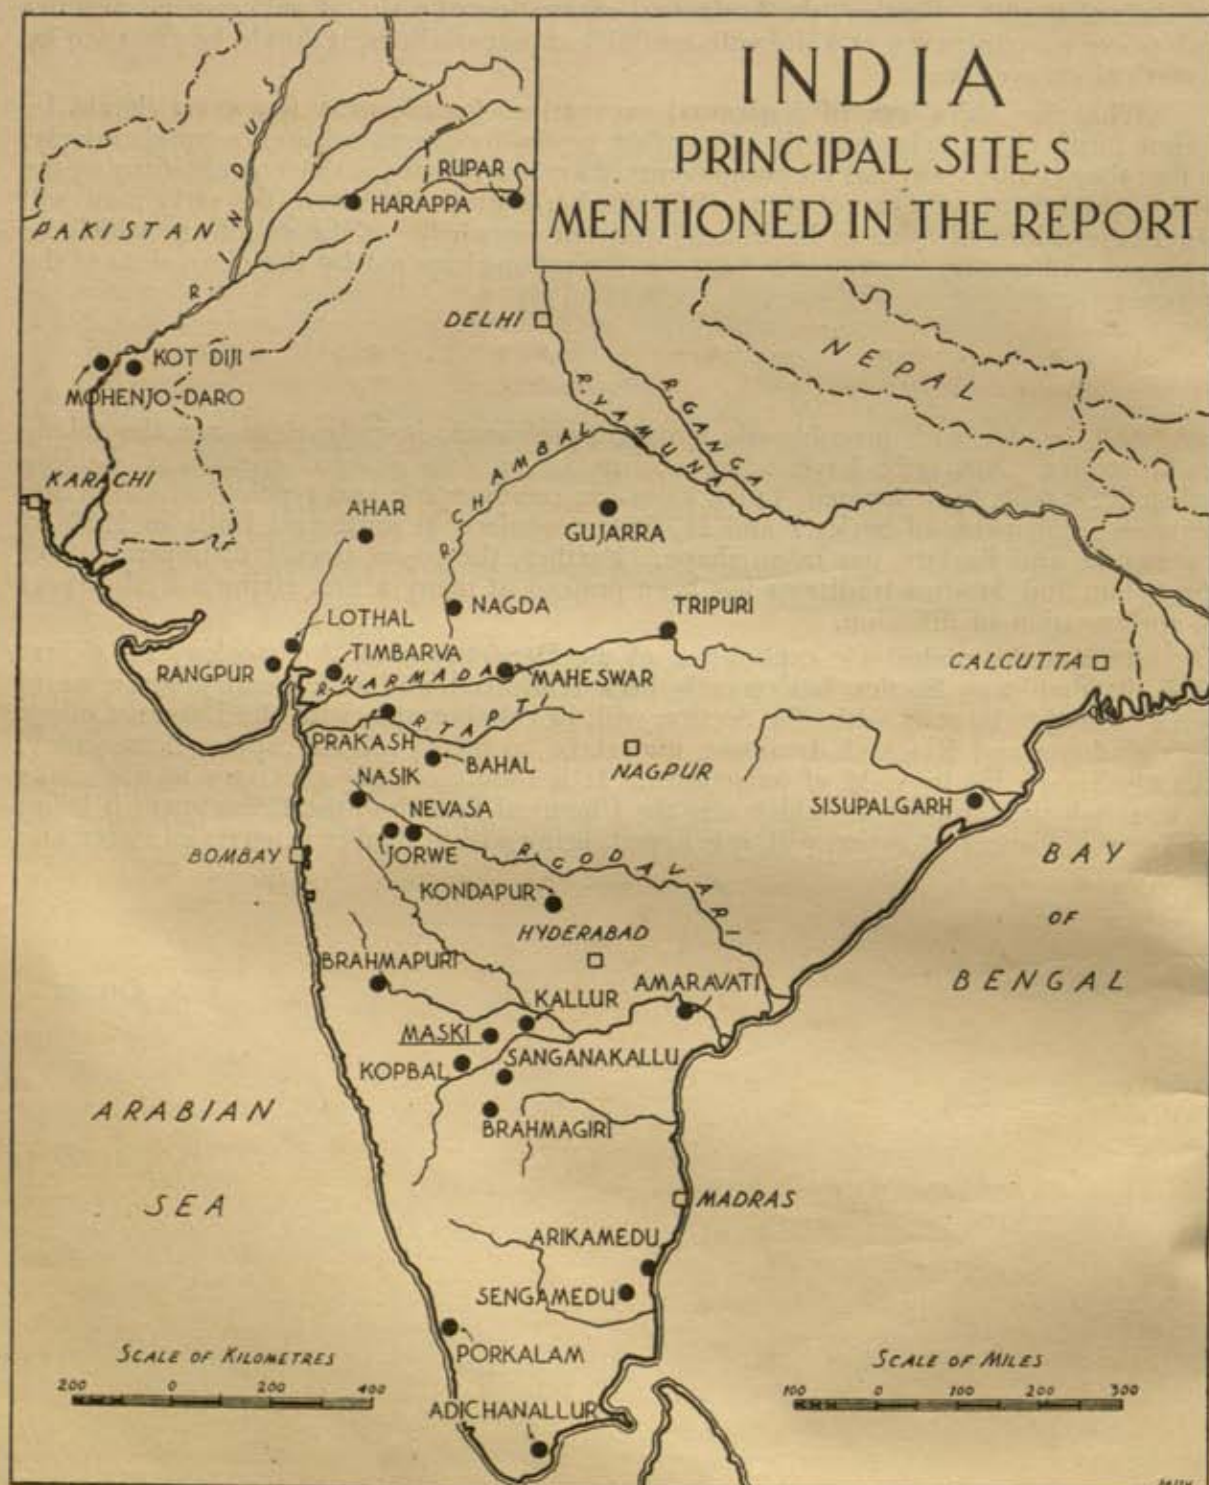 INDIA
PRINCIPAL SITES
MENTIONED IN THE REPORT
R. INDUS
RUPAR
HARAPPA
PAKISTAN
DELHI
NEPAL
KOT DIJI
MOHENJO-DARO
R. YAMUNA
R. GANGA
R CHAMBAL
KARACHI
AHAR
GUJARRA
NAGDA
TRIPURI
LOTHAL
TIMBARVA
RANGPUR
R. NARMADA
MAHESWAR
CALCUTTA
R TAPTI
PRAKASH
BAHAL
NAGPUR
NASIK
NEVASA
SISUPALGARH
JORWE
BOMBAY
R. GODAVARI
BAY
OF
BENGAL
KONDAPUR
HYDERABAD
BRAHMAPURI
AMARAVATI
KALLUR
MASKI
SANGANAKALLU
KOPBAL
ARABIAN
SEA
BRAHMAGIRI
MADRAS
ARIKAMEDU
SENGAMEDU
PORKALAM
ADICHANALLUR
SCALE OF KILOMETRES
200 0 200 400
SCALE OF MILES
100 0 100 200 300